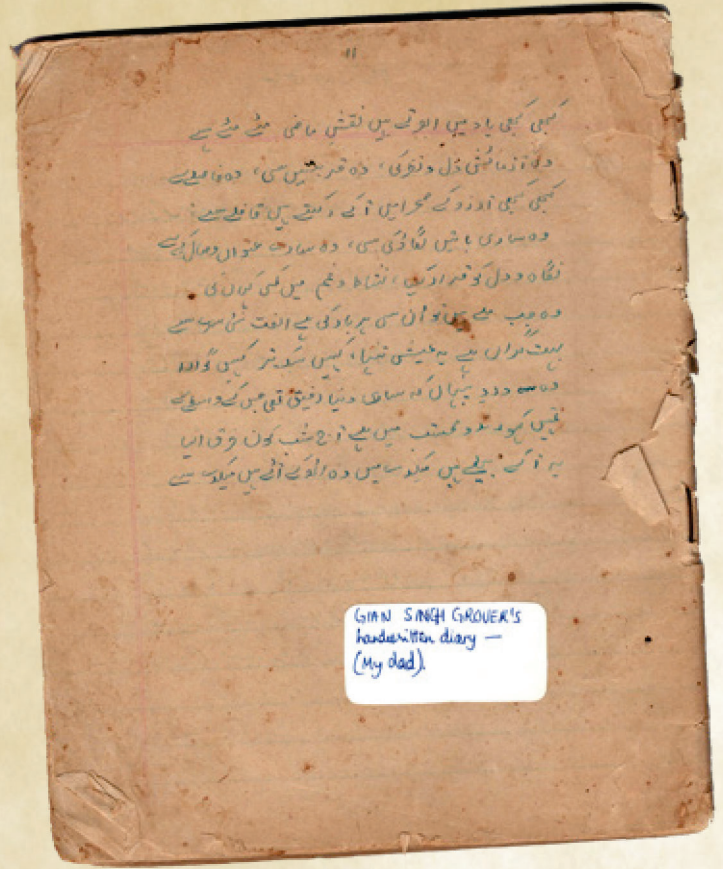 11
کبھی کبھی یاد میں ابھرتے ہیں نقشِ ماضی مٹے مٹے سے
وہ آزمائش دل و نظر کی، وہ قربتیں سی، وہ فاصلے سے
کبھی کبھی آرزو کے صحرا میں آ کے رکتے ہیں قافلے سے
وہ ساری باتیں لگاؤ کی سی، وہ سارے عنواں وصال کے سے
نگاہ و دل کو قرار کیسا، نشاط و غم میں کمی کہاں کی
وہ جب ملے ہیں تو ان سے ہر بار کی ہے الفت نئے سرے سے
بہت گراں ہے یہ عیشِ تنہا، کہیں سبک تر کہیں گوارا
وہ دردِ پنہاں کہ ساری دنیا رفیق تھی جس کے واسطے سے
تمہیں کہو رند و محتسب میں ہے آج شب کون فرق ایسا
یہ آ کے بیٹھے ہیں میکدے میں وہ اٹھ کے آئے ہیں میکدے سے
GIAN SINGH GROVER'S
handwritten diary —
(My dad).